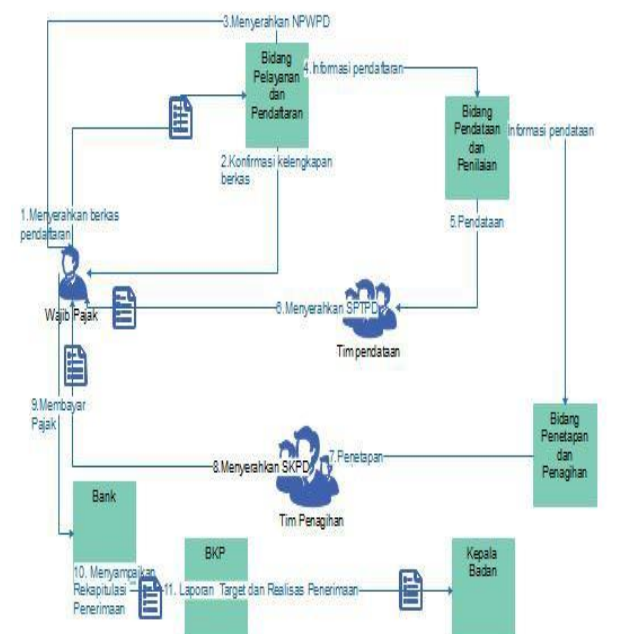 3.Menyerahkan NPWPD
Bidang
Pelayanan
dan
Pendaftaran
4.Informasi pendaftaran
Bidang
Pendataan
dan
Penilaian
Informasi pendataan
2.Konfirmasi kelengkapan
berkas
1.Menyerahkan berkas
pendaftaran
5.Pendataan
Wajib Pajak
6.Menyerahkan SPTPD
Tim pendataan
9.Membayar
Pajak
Bidang
Penetapan
dan
Penagihan
8.Menyerahkan SKPD
7.Penetapan
Tim Penagihan
Bank
BKP
Kepala
Badan
10. Menyampaikan
Rekapitulasi
Penerimaan
11. Laporan Target dan Realisas Penerimaan